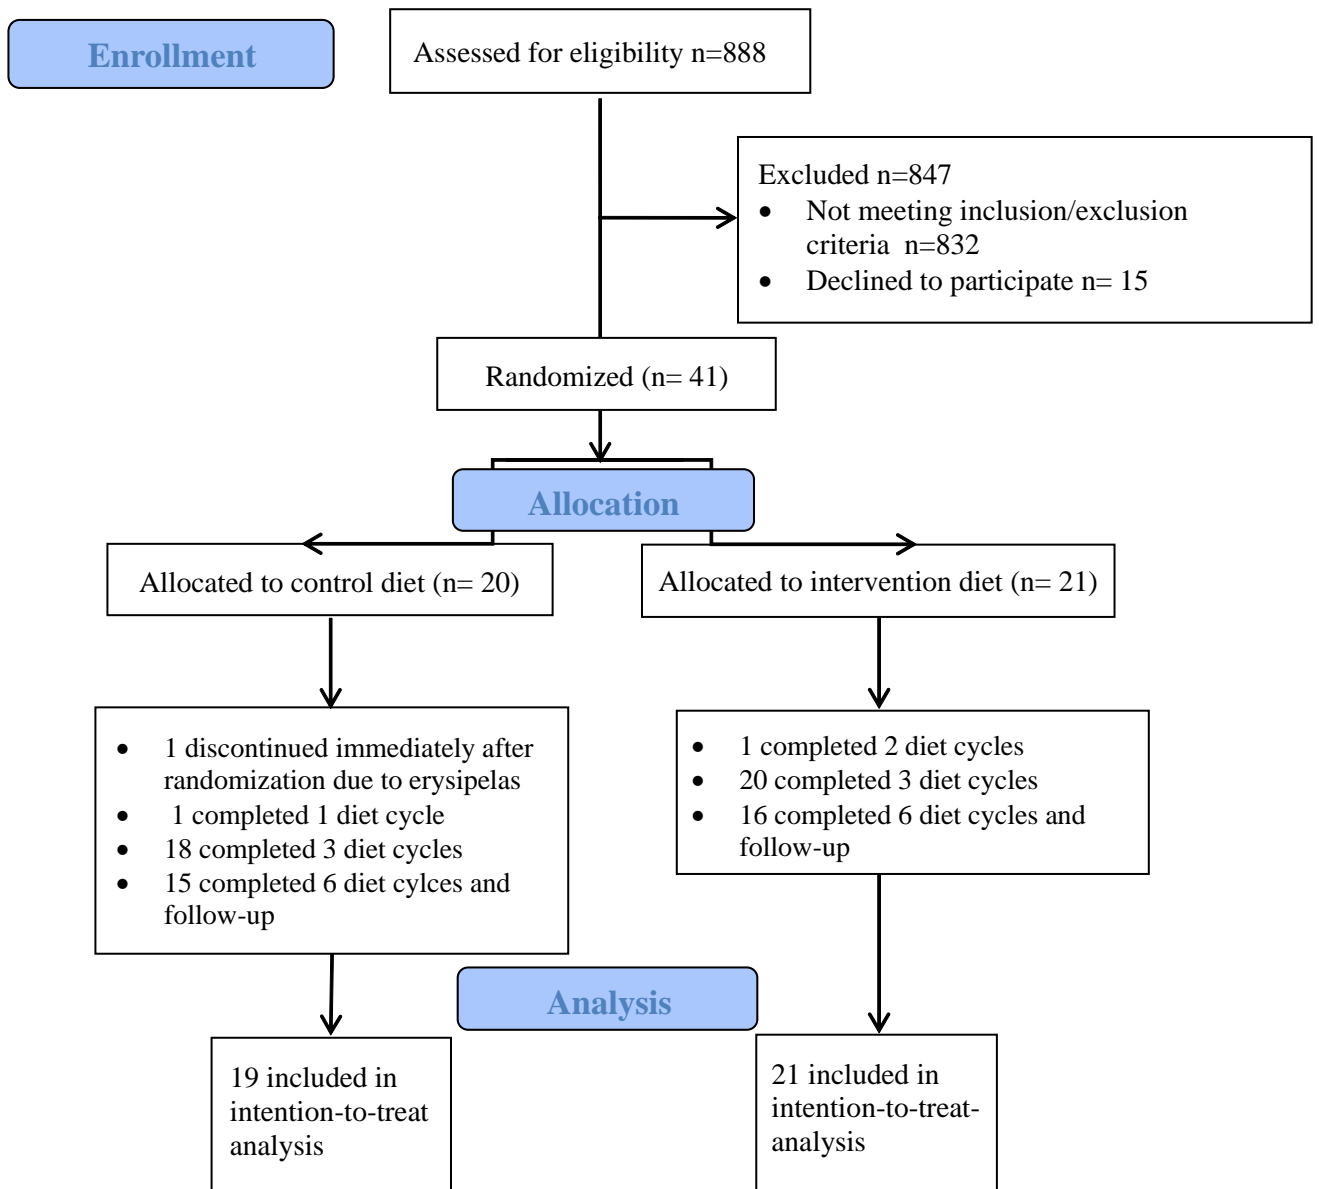 Enrollment
Assessed for eligibility n=888
Excluded n=847
• Not meeting inclusion/exclusion
criteria n=832
• Declined to participate n= 15
Randomized (n= 41)
Allocation
Allocated to control diet (n= 20)
Allocated to intervention diet (n= 21)
• 1 discontinued immediately after
randomization due to erysipelas
• 1 completed 1 diet cycle
• 18 completed 3 diet cycles
• 15 completed 6 diet cylces and
follow-up
• 1 completed 2 diet cycles
• 20 completed 3 diet cycles
• 16 completed 6 diet cycles and
follow-up
Analysis
19 included in
intention-to-treat
analysis
21 included in
intention-to-treat-
analysis